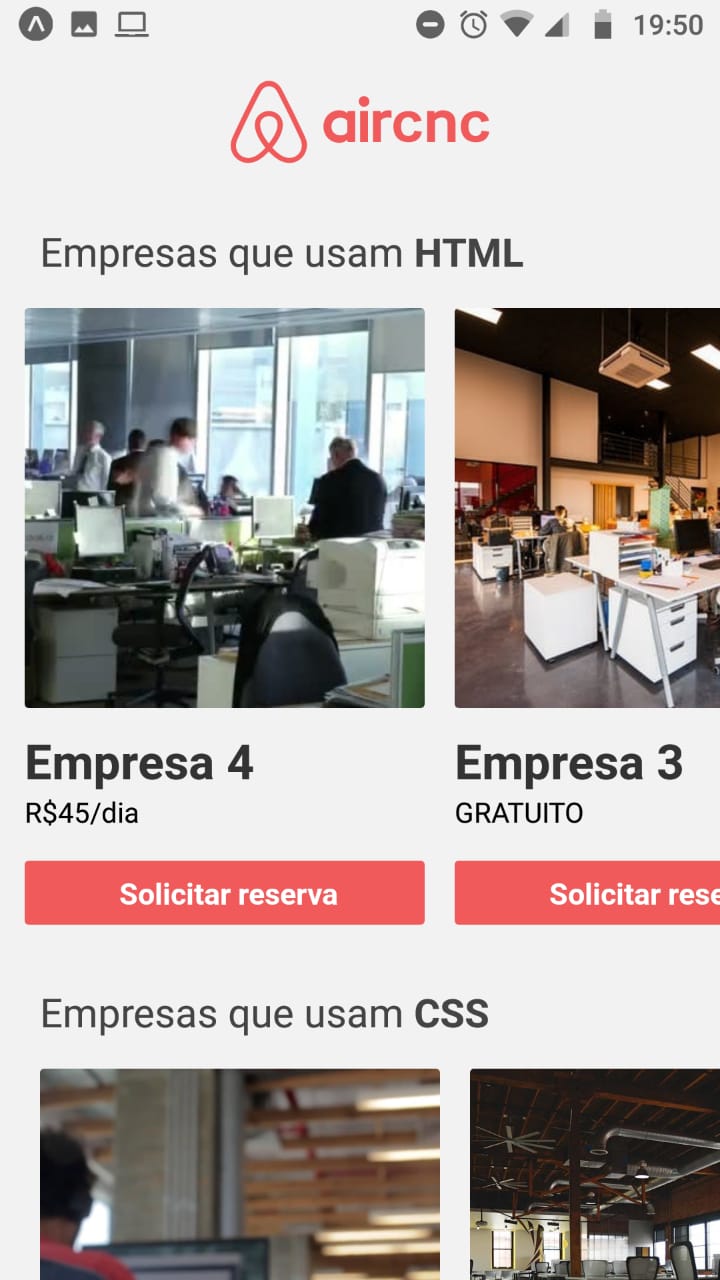 19:50
aircnc
Empresas que usam HTML
Empresa 4
R$45/dia
Solicitar reserva
Empresa 3
GRATUITO
Solicitar rese
Empresas que usam CSS